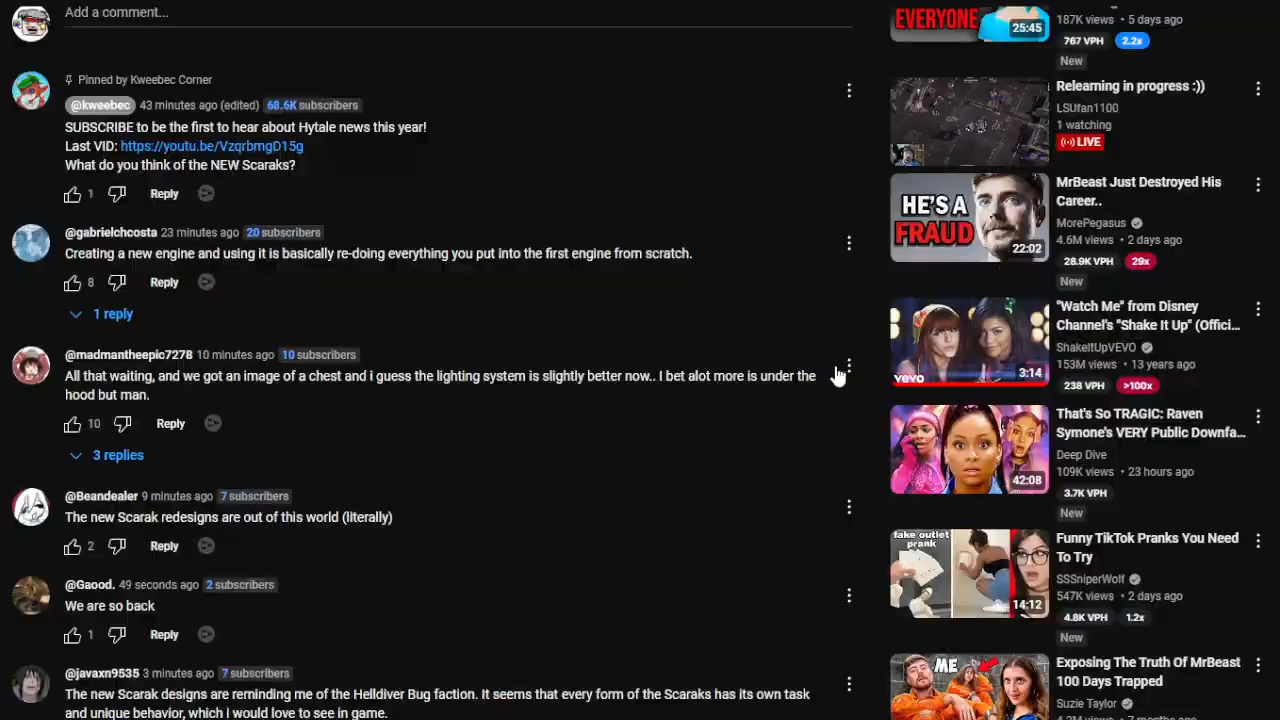 Add a comment...
Pinned by Kweebec Corner
@kweebec 43 minutes ago (edited) 60.6K subscribers
SUBSCRIBE to be the first to hear about Hytale news this year!
Last VID: https://youtu.be/VzqrbmgD15g
What do you think of the NEW Scaraks?
1 Reply
@gabrielchcosta 23 minutes ago 20 subscribers
Creating a new engine and using it is basically re-doing everything you put into the first engine from scratch.
8 Reply
1 reply
@madmantheepic7278 10 minutes ago 10 subscribers
All that waiting, and we got an image of a chest and i guess the lighting system is slightly better now.. I bet alot more is under the
hood but man.
10 Reply
3 replies
@Beandealer 9 minutes ago 7 subscribers
The new Scarak redesigns are out of this world (literally)
2 Reply
@Gaood. 49 seconds ago 2 subscribers
We are so back
1 Reply
@javaxn9535 3 minutes ago 7 subscribers
The new Scarak designs are reminding me of the Helldiver Bug faction. It seems that every form of the Scaraks has its own task
and unique behavior, which i would love to see in game.
EVERYONE
25:45
187K views • 5 days ago
767 VPH 2.2x
New
Relearning in progress :))
LSUfan1100
1 watching
LIVE
HE'S A
FRAUD
22:02
MrBeast Just Destroyed His
Career..
MorePegasus
4.6M views • 2 days ago
28.9K VPH 29x
New
vevo
3:14
"Watch Me" from Disney
Channel's "Shake It Up" (Offici...
ShakeItUpVEVO
153M views • 13 years ago
238 VPH >100x
42:08
That's So TRAGIC: Raven
Symone's VERY Public Downfa...
Deep Dive
109K views • 23 hours ago
3.7K VPH
New
fake outlet
prank
14:12
Funny TikTok Pranks You Need
To Try
SSSniperWolf
547K views • 2 days ago
4.8K VPH 1.2x
New
ME
Exposing The Truth Of MrBeast
100 Days Trapped
Suzie Taylor